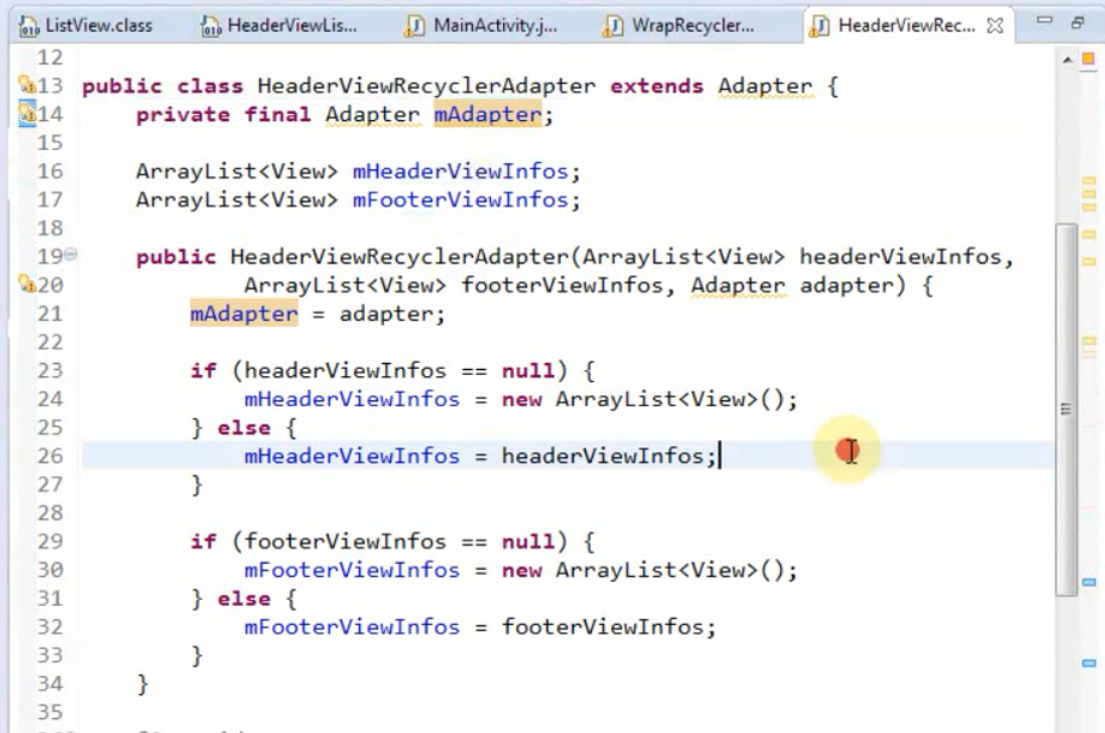 ListView.class HeaderViewLis... MainActivity.j... WrapRecycler... HeaderViewRec...
12
13 public class HeaderViewRecyclerAdapter extends Adapter {
14 private final Adapter mAdapter;
15
16 ArrayList<View> mHeaderViewInfos;
17 ArrayList<View> mFooterViewInfos;
18
19 public HeaderViewRecyclerAdapter(ArrayList<View> headerViewInfos,
20 ArrayList<View> footerViewInfos, Adapter adapter) {
21 mAdapter = adapter;
22
23 if (headerViewInfos == null) {
24 mHeaderViewInfos = new ArrayList<View>();
25 } else {
26 mHeaderViewInfos = headerViewInfos;
27 }
28
29 if (footerViewInfos == null) {
30 mFooterViewInfos = new ArrayList<View>();
31 } else {
32 mFooterViewInfos = footerViewInfos;
33 }
34 }
35